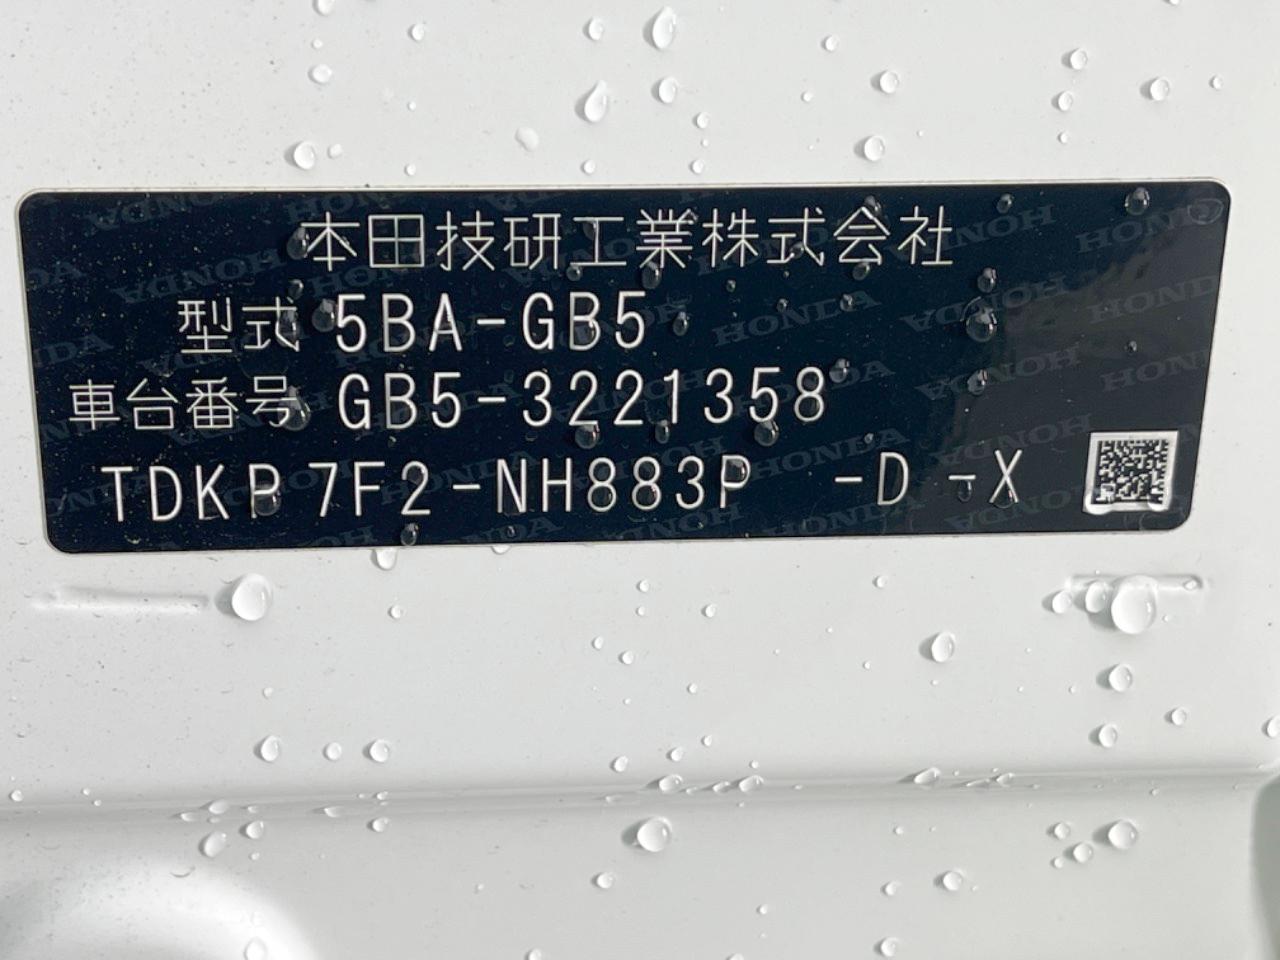 本田技研工業株式会社
型式 5BA-GB5
車台番号 GB5-3221358
TDKP7F2-NH883P -D-X